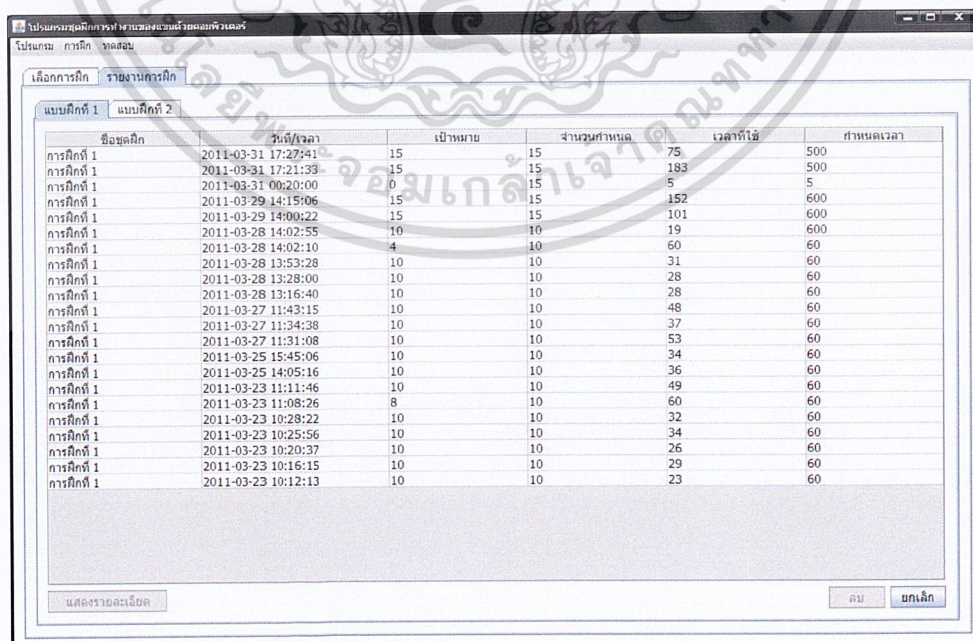 โปรแกรมชุดฝึกการทำงานของแขนด้วยคอมพิวเตอร์
โปรแกรม การฝึก ทดสอบ
เลือกการฝึก รายงานการฝึก
แบบฝึกที่ 1 แบบฝึกที่ 2
ชื่อชุดฝึก วันที่/เวลา เป้าหมาย จำนวนกำหนด เวลาที่ใช้ กำหนดเวลา
การฝึกที่ 1 2011-03-31 17:27:41 15 15 75 500
การฝึกที่ 1 2011-03-31 17:21:33 15 15 183 500
การฝึกที่ 1 2011-03-31 00:20:00 0 15 5 5
การฝึกที่ 1 2011-03-29 14:15:06 15 15 152 600
การฝึกที่ 1 2011-03-29 14:00:22 15 15 101 600
การฝึกที่ 1 2011-03-28 14:02:55 10 10 19 600
การฝึกที่ 1 2011-03-28 14:02:10 4 10 60 60
การฝึกที่ 1 2011-03-28 13:53:28 10 10 31 60
การฝึกที่ 1 2011-03-28 13:28:00 10 10 28 60
การฝึกที่ 1 2011-03-28 13:16:40 10 10 28 60
การฝึกที่ 1 2011-03-27 11:43:15 10 10 48 60
การฝึกที่ 1 2011-03-27 11:34:38 10 10 37 60
การฝึกที่ 1 2011-03-27 11:31:08 10 10 53 60
การฝึกที่ 1 2011-03-25 15:45:06 10 10 34 60
การฝึกที่ 1 2011-03-25 14:05:16 10 10 36 60
การฝึกที่ 1 2011-03-23 11:11:46 10 10 49 60
การฝึกที่ 1 2011-03-23 11:08:26 8 10 60 60
การฝึกที่ 1 2011-03-23 10:28:22 10 10 32 60
การฝึกที่ 1 2011-03-23 10:25:56 10 10 34 60
การฝึกที่ 1 2011-03-23 10:20:37 10 10 26 60
การฝึกที่ 1 2011-03-23 10:16:15 10 10 29 60
การฝึกที่ 1 2011-03-23 10:12:13 10 10 23 60
แสดงรายละเอียด ลบ ยกเลิก